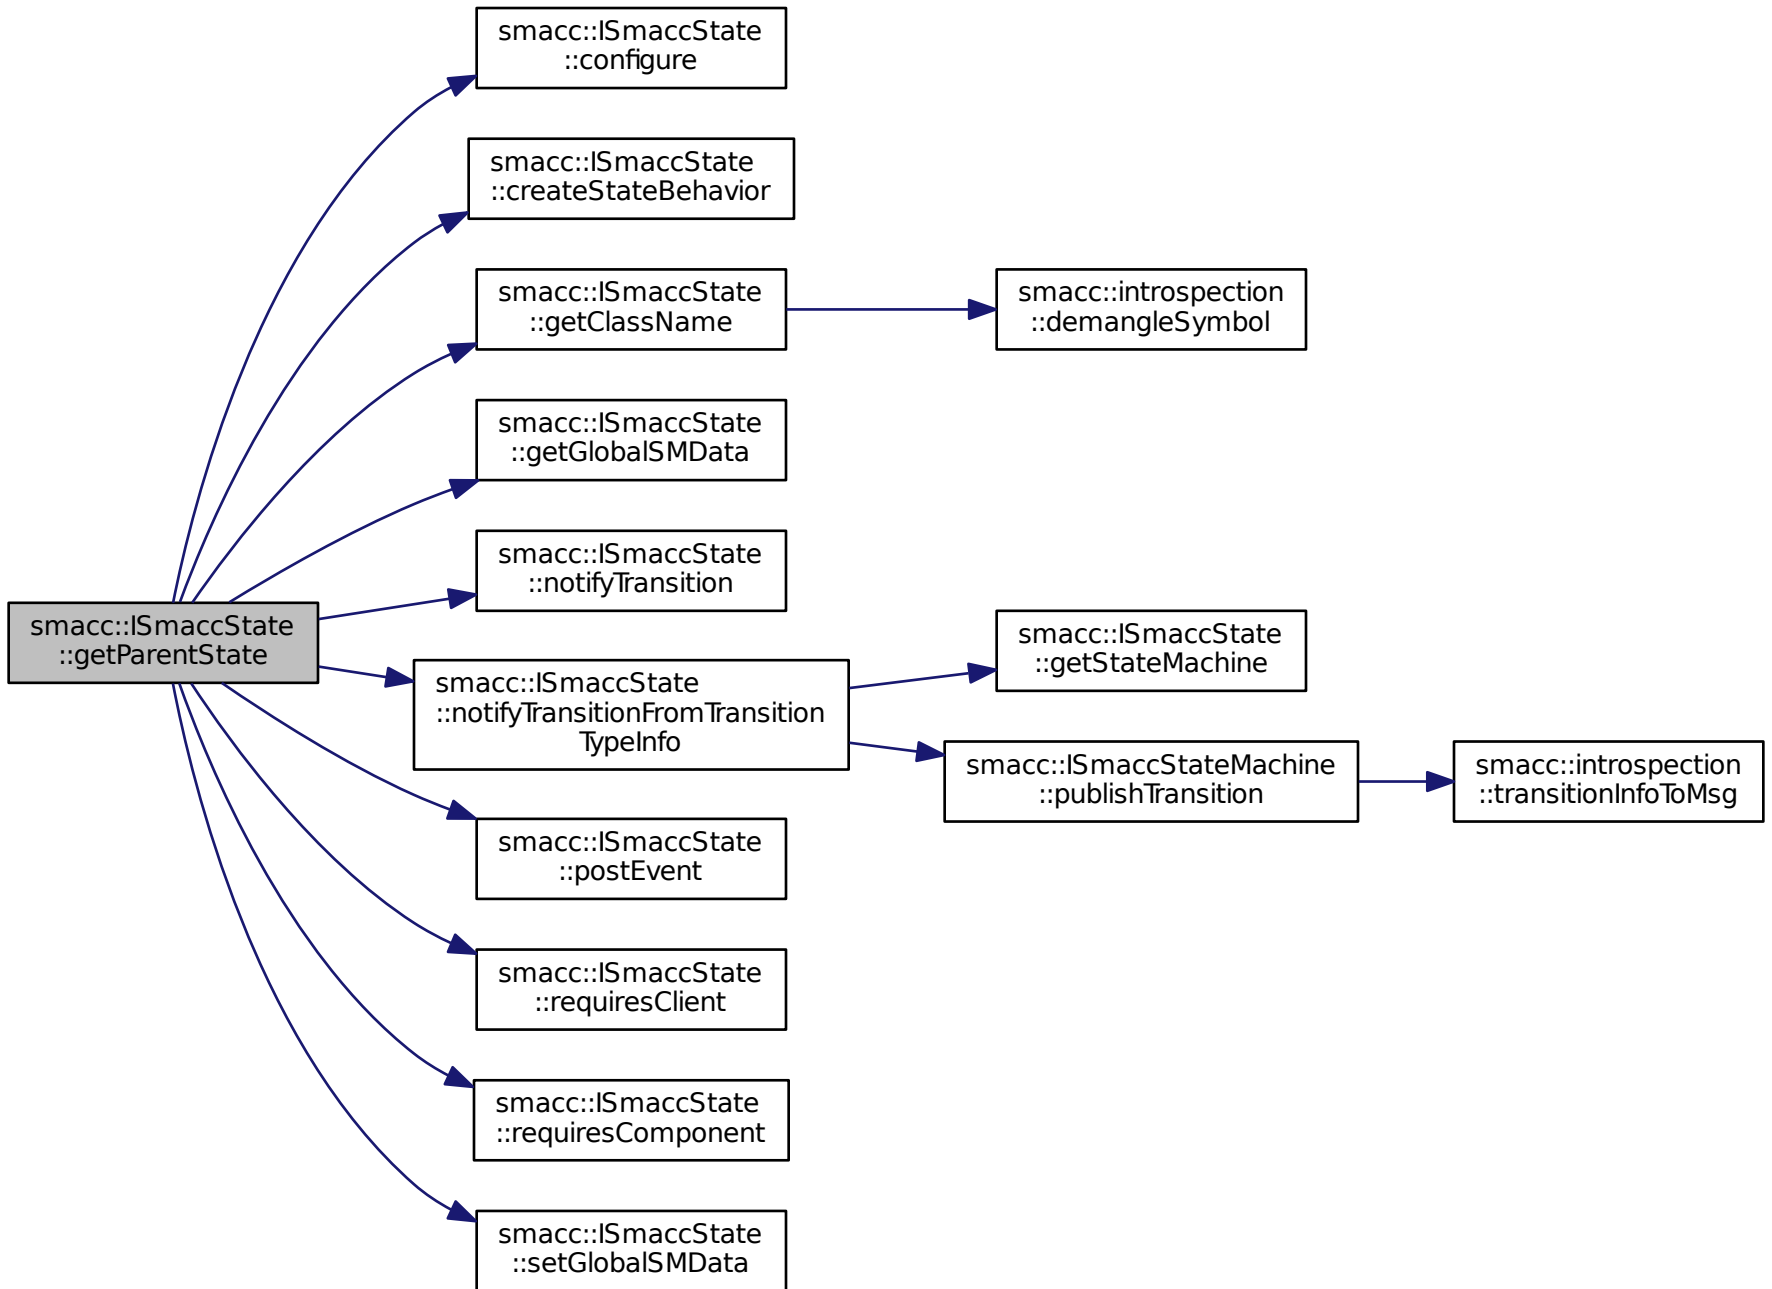 smacc::ISmaccState
::configure
smacc::ISmaccState
::createStateBehavior
smacc::ISmaccState
::getClassName
smacc::introspection
::demangleSymbol
smacc::ISmaccState
::getGlobalSMData
smacc::ISmaccState
::notifyTransition
smacc::ISmaccState
::getParentState
smacc::ISmaccState
::notifyTransitionFromTransition
TypeInfo
smacc::ISmaccState
::getStateMachine
smacc::ISmaccStateMachine
::publishTransition
smacc::introspection
::transitionInfoToMsg
smacc::ISmaccState
::postEvent
smacc::ISmaccState
::requiresClient
smacc::ISmaccState
::requiresComponent
smacc::ISmaccState
::setGlobalSMData